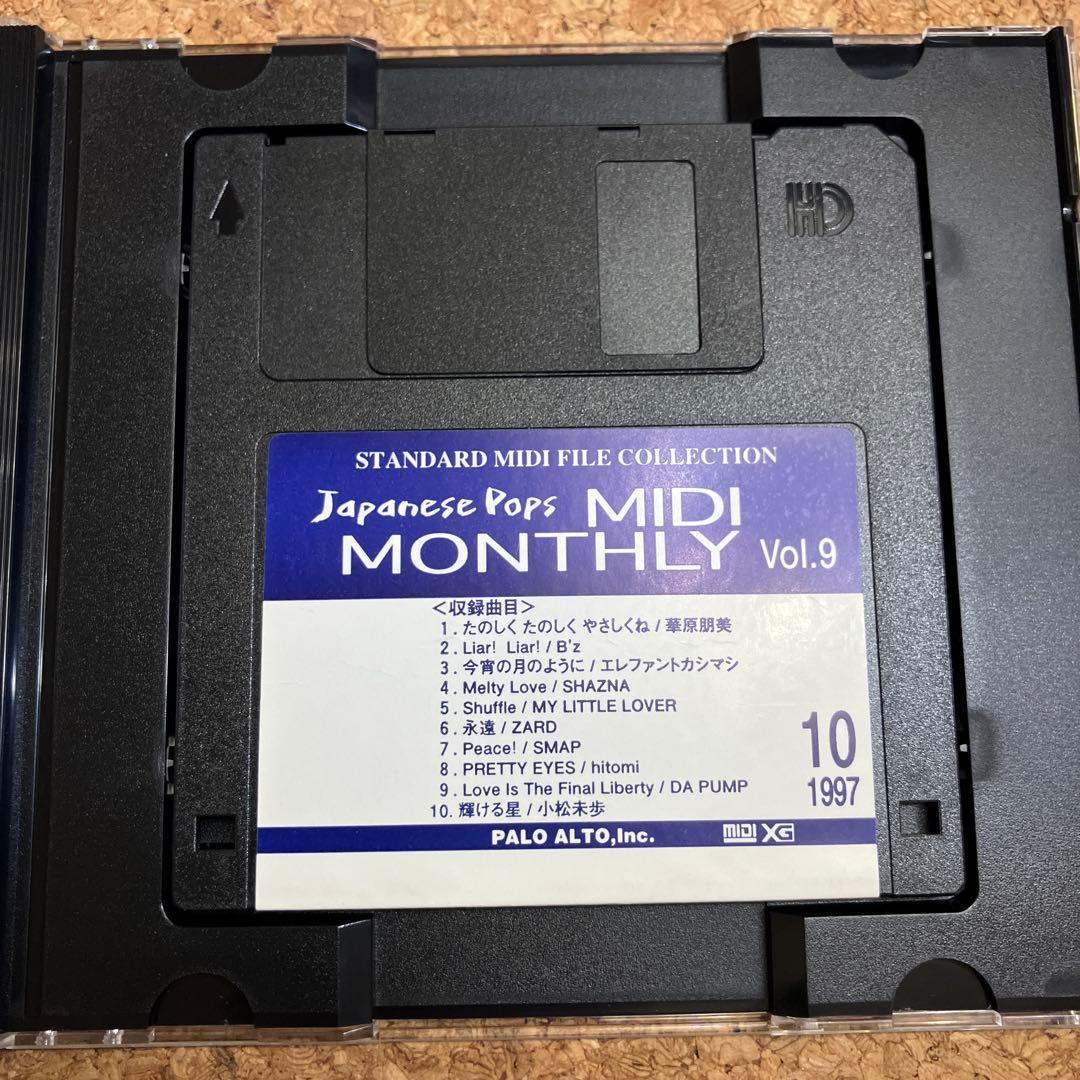 HD
STANDARD MIDI FILE COLLECTION
Japanese Pops MIDI
MONTHLY Vol.9
＜収録曲目＞
1. たのしく たのしく やさしくね / 華原朋美
2. Liar! Liar! / B'z
3. 今宵の月のように / エレファントカシマシ
4. Melty Love / SHAZNA
5. Shuffle / MY LITTLE LOVER
6. 永遠 / ZARD
7. Peace! / SMAP
8. PRETTY EYES / hitomi
9. Love Is The Final Liberty / DA PUMP
10. 輝ける星 / 小松未歩
10
1997
PALO ALTO,Inc. MIDI XG